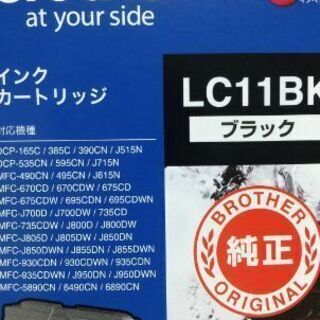 at your side
インク
カートリッジ
LC11BK
ブラック
対応機種
DCP-165C / 385C / 390CN / J515N
DCP-535CN / 595CN / J715N
MFC-490CN / 495CN / J615N
MFC-670CD / 670CDW / 675CD
MFC-675CDW / 695CDN / 695CDWN
MFC-J700D / J700DW / 735CD
MFC-735CDW / J800D / J800DW
MFC-J805D / J805DW / J850DN
MFC-J850DWN / J855DN / J855DWN
MFC-930CDN / 930CDWN / 935CDN
MFC-935CDWN / J950DN / J950DWN
MFC-5890CN / 6490CN / 6890CN
BROTHER
純正
ORIGINAL